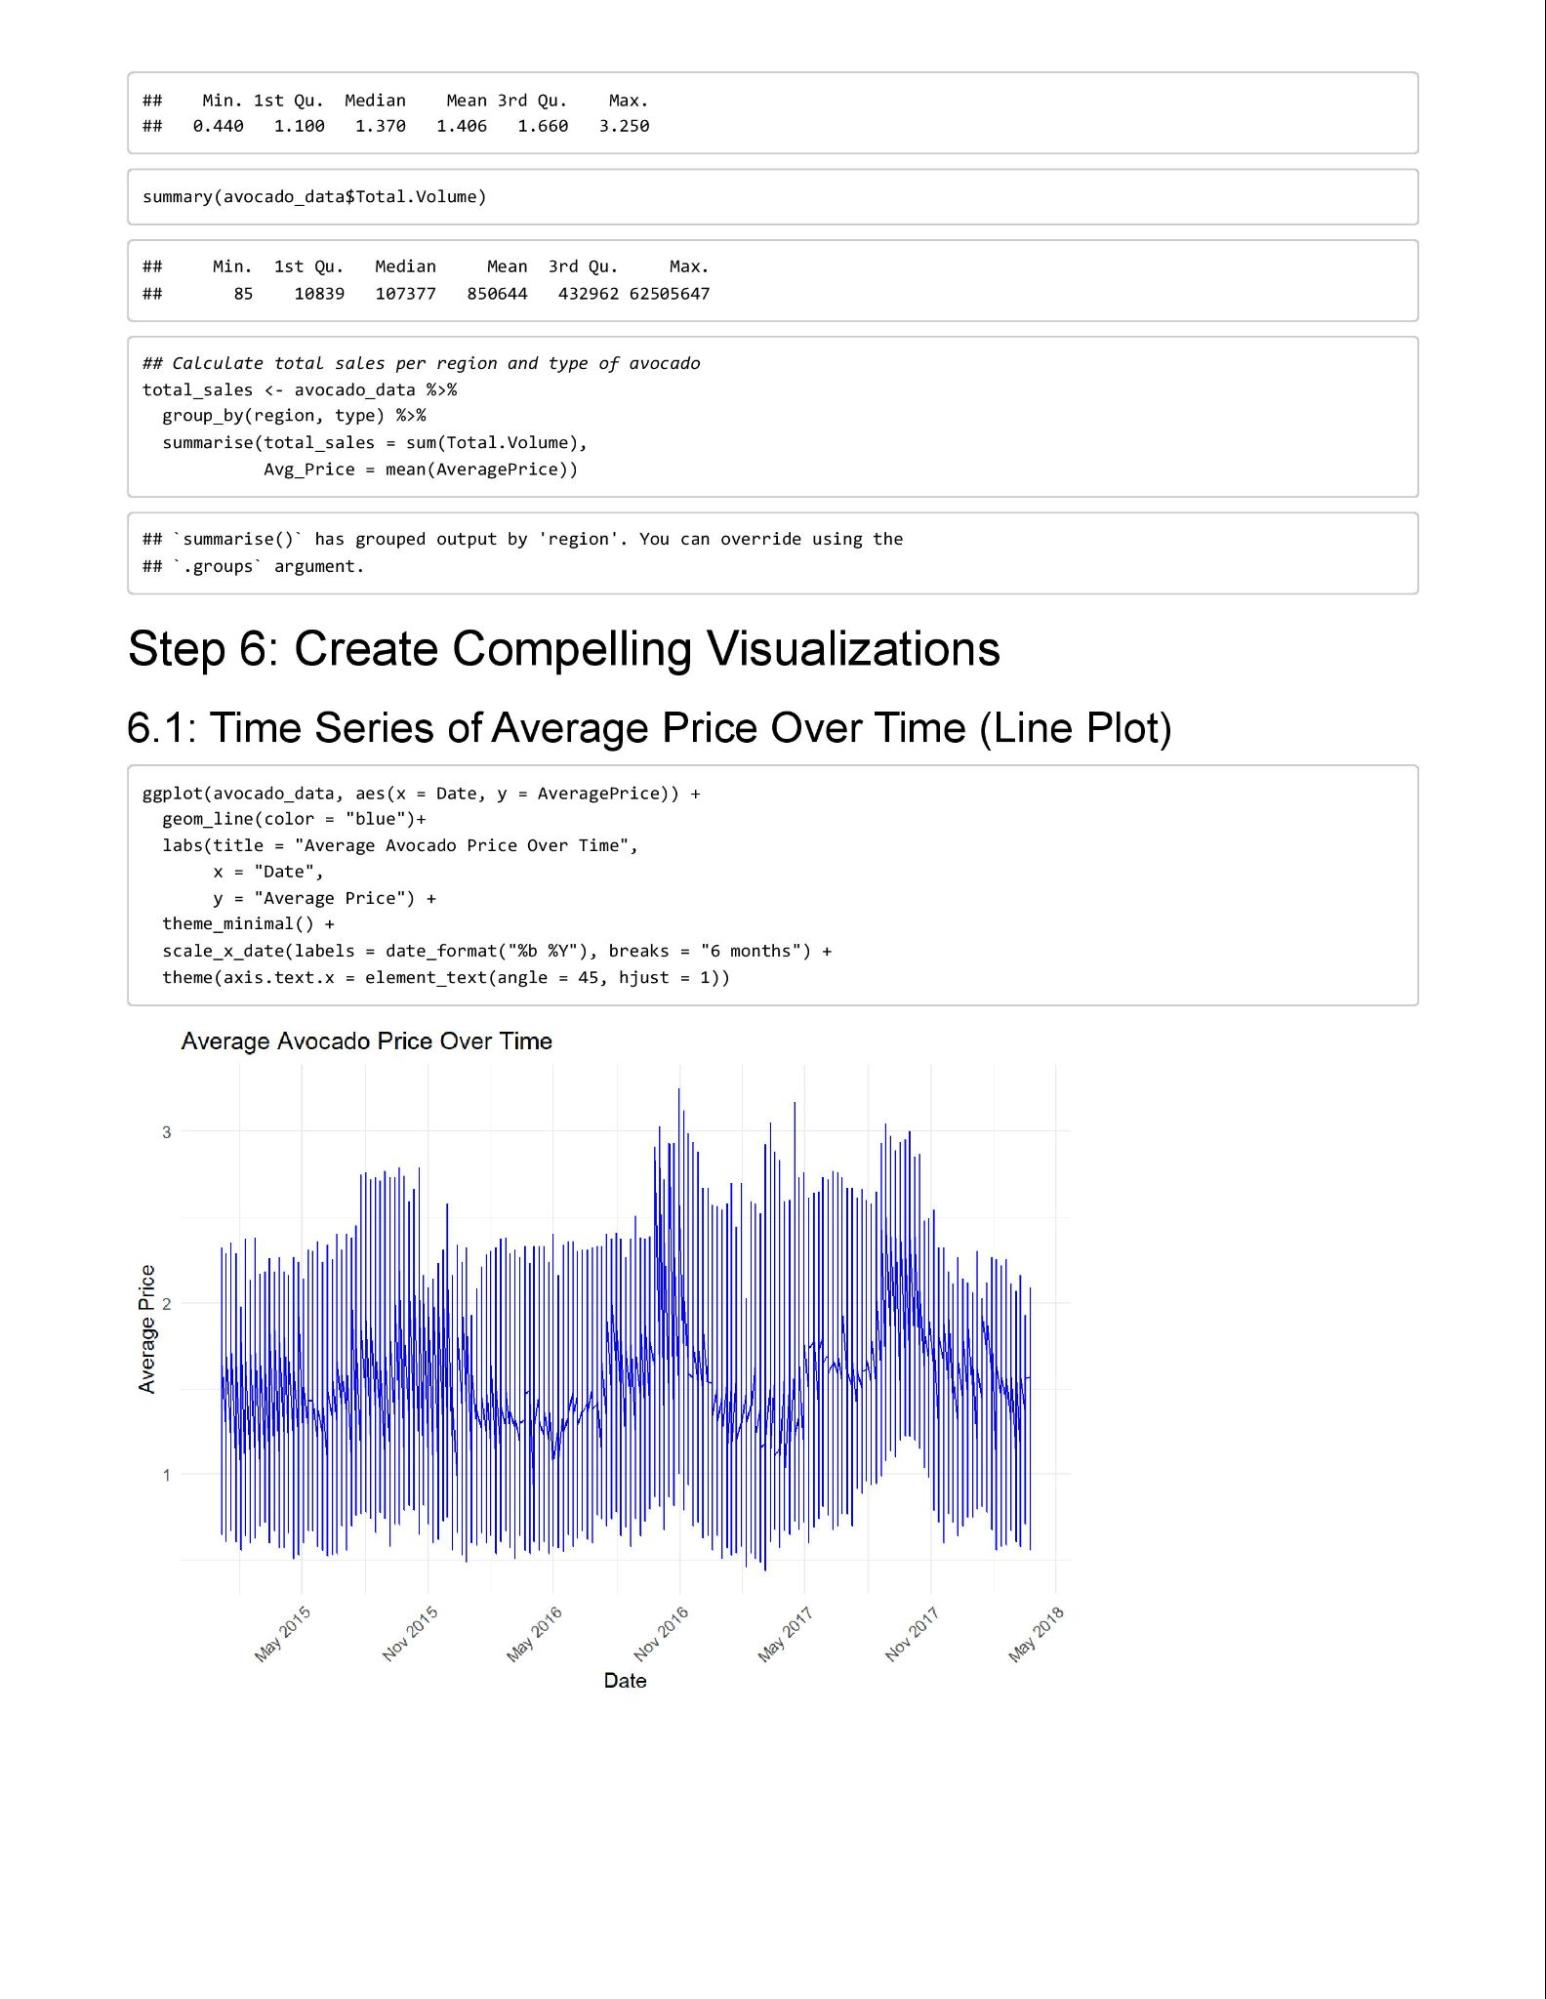 ##    Min. 1st Qu.  Median    Mean 3rd Qu.    Max.
##   0.440   1.100   1.370   1.406   1.660   3.250
summary(avocado_data$Total.Volume)
##     Min.  1st Qu.   Median     Mean  3rd Qu.     Max.
##       85    10839   107377   850644   432962 62505647
## Calculate total sales per region and type of avocado
total_sales <- avocado_data %>%
  group_by(region, type) %>%
  summarise(total_sales = sum(Total.Volume),
            Avg_Price = mean(AveragePrice))
## `summarise()` has grouped output by 'region'. You can override using the
## `.groups` argument.
Step 6: Create Compelling Visualizations
6.1: Time Series of Average Price Over Time (Line Plot)
ggplot(avocado_data, aes(x = Date, y = AveragePrice)) +
  geom_line(color = "blue")+
  labs(title = "Average Avocado Price Over Time",
       x = "Date",
       y = "Average Price") +
  theme_minimal() +
  scale_x_date(labels = date_format("%b %Y"), breaks = "6 months") +
  theme(axis.text.x = element_text(angle = 45, hjust = 1))
Average Avocado Price Over Time
3
2
1
Average Price
May 2015
Nov 2015
May 2016
Nov 2016
May 2017
Nov 2017
May 2018
Date